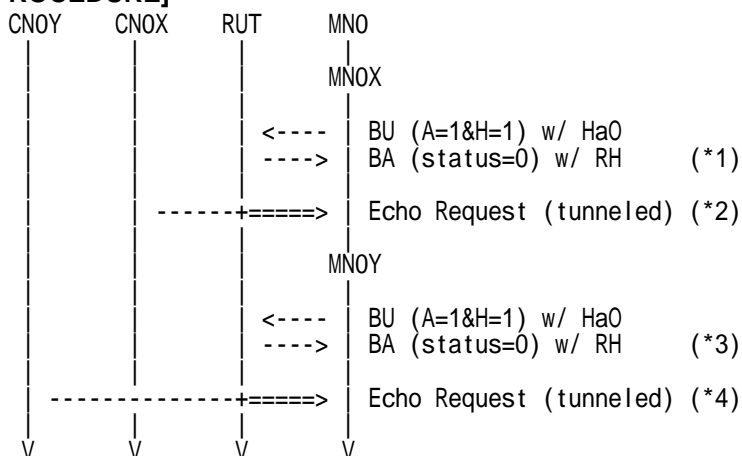 ROCEDURE]
CNOY CNOX RUT MNO
MNOX
<---- BU (A=1&H=1) w/ HaO
----> BA (status=0) w/ RH (*1)
------+=====> Echo Request (tunneled) (*2)
MNOY
<---- BU (A=1&H=1) w/ HaO
----> BA (status=0) w/ RH (*3)
--------------+=====> Echo Request (tunneled) (*4)
V V V V